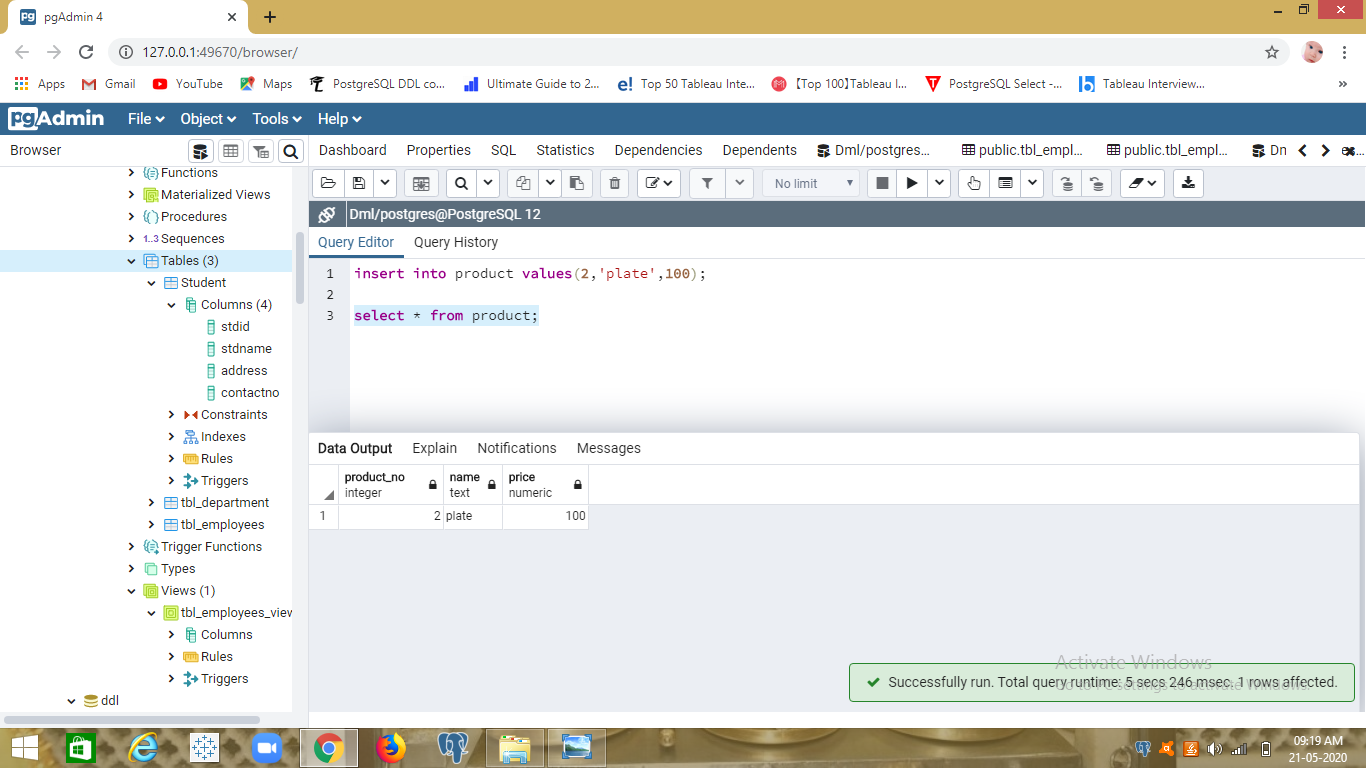 pgAdmin 4
127.0.0.1:49670/browser/
Apps Gmail YouTube Maps PostgreSQL DDL co... Ultimate Guide to 2... Top 50 Tableau Inte... 【Top 100】Tableau I... PostgreSQL Select -... Tableau Interview... »
pgAdmin File Object Tools Help
Browser
Dashboard Properties SQL Statistics Dependencies Dependents Dml/postgres... public.tbl_empl... public.tbl_empl... Dn
No limit
Dml/postgres@PostgreSQL 12
Query Editor Query History
1 insert into product values(2,'plate',100);
2
3 select * from product;
Functions
Materialized Views
Procedures
1..3 Sequences
Tables (3)
Student
Columns (4)
stdid
stdname
address
contactno
Constraints
Indexes
Rules
Triggers
tbl_department
tbl_employees
Trigger Functions
Types
Views (1)
tbl_employees_view
Columns
Rules
Triggers
ddl
Data Output Explain Notifications Messages
product_no name price
integer text numeric
1 2 plate 100
Activate Windows
Successfully run. Total query runtime: 5 secs 246 msec. 1 rows affected.
09:19 AM
21-05-2020